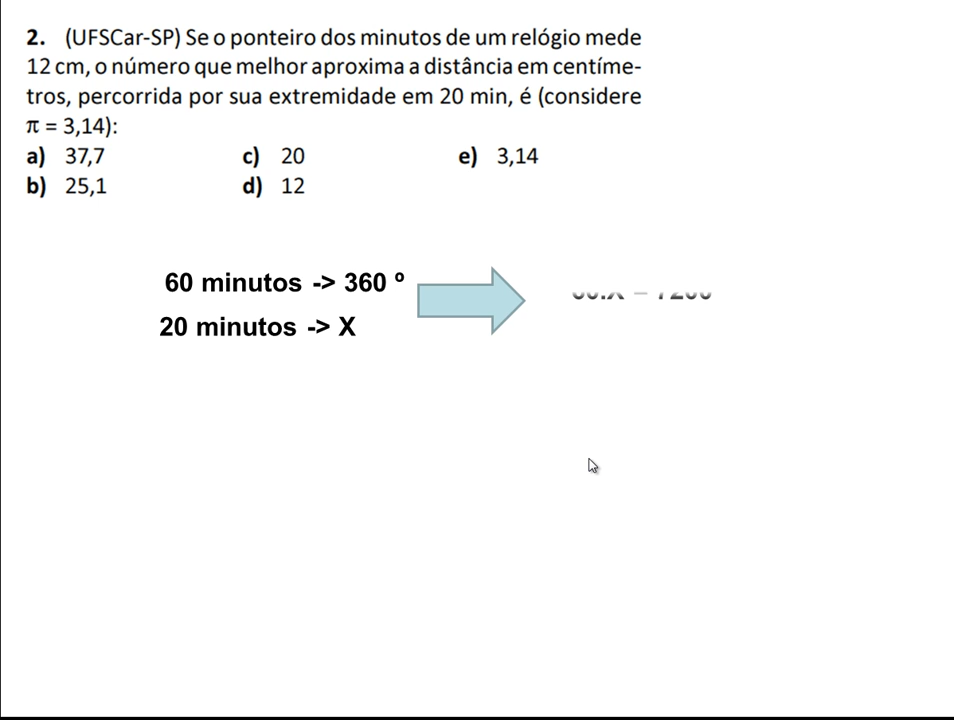 2. (UFSCar-SP) Se o ponteiro dos minutos de um relógio mede
12 cm, o número que melhor aproxima a distância em centíme-
tros, percorrida por sua extremidade em 20 min, é (considere
π = 3,14):
a) 37,7 c) 20 e) 3,14
b) 25,1 d) 12
60 minutos -> 360 º
20 minutos -> X